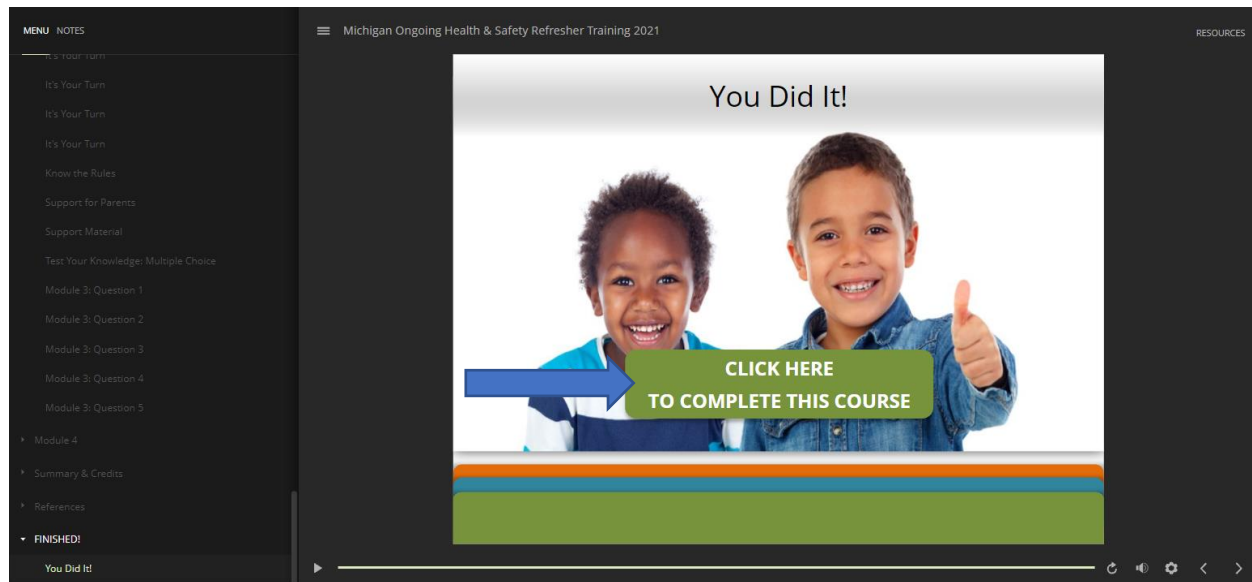 MENU NOTES
Michigan Ongoing Health & Safety Refresher Training 2021
RESOURCES
It's Your Turn
It's Your Turn
It's Your Turn
It's Your Turn
Know the Rules
Support for Parents
Support Material
Test Your Knowledge: Multiple Choice
Module 3: Question 1
Module 3: Question 2
Module 3: Question 3
Module 3: Question 4
Module 3: Question 5
Module 4
Summary & Credits
References
FINISHED!
You Did It!
You Did It!
CLICK HERE
TO COMPLETE THIS COURSE